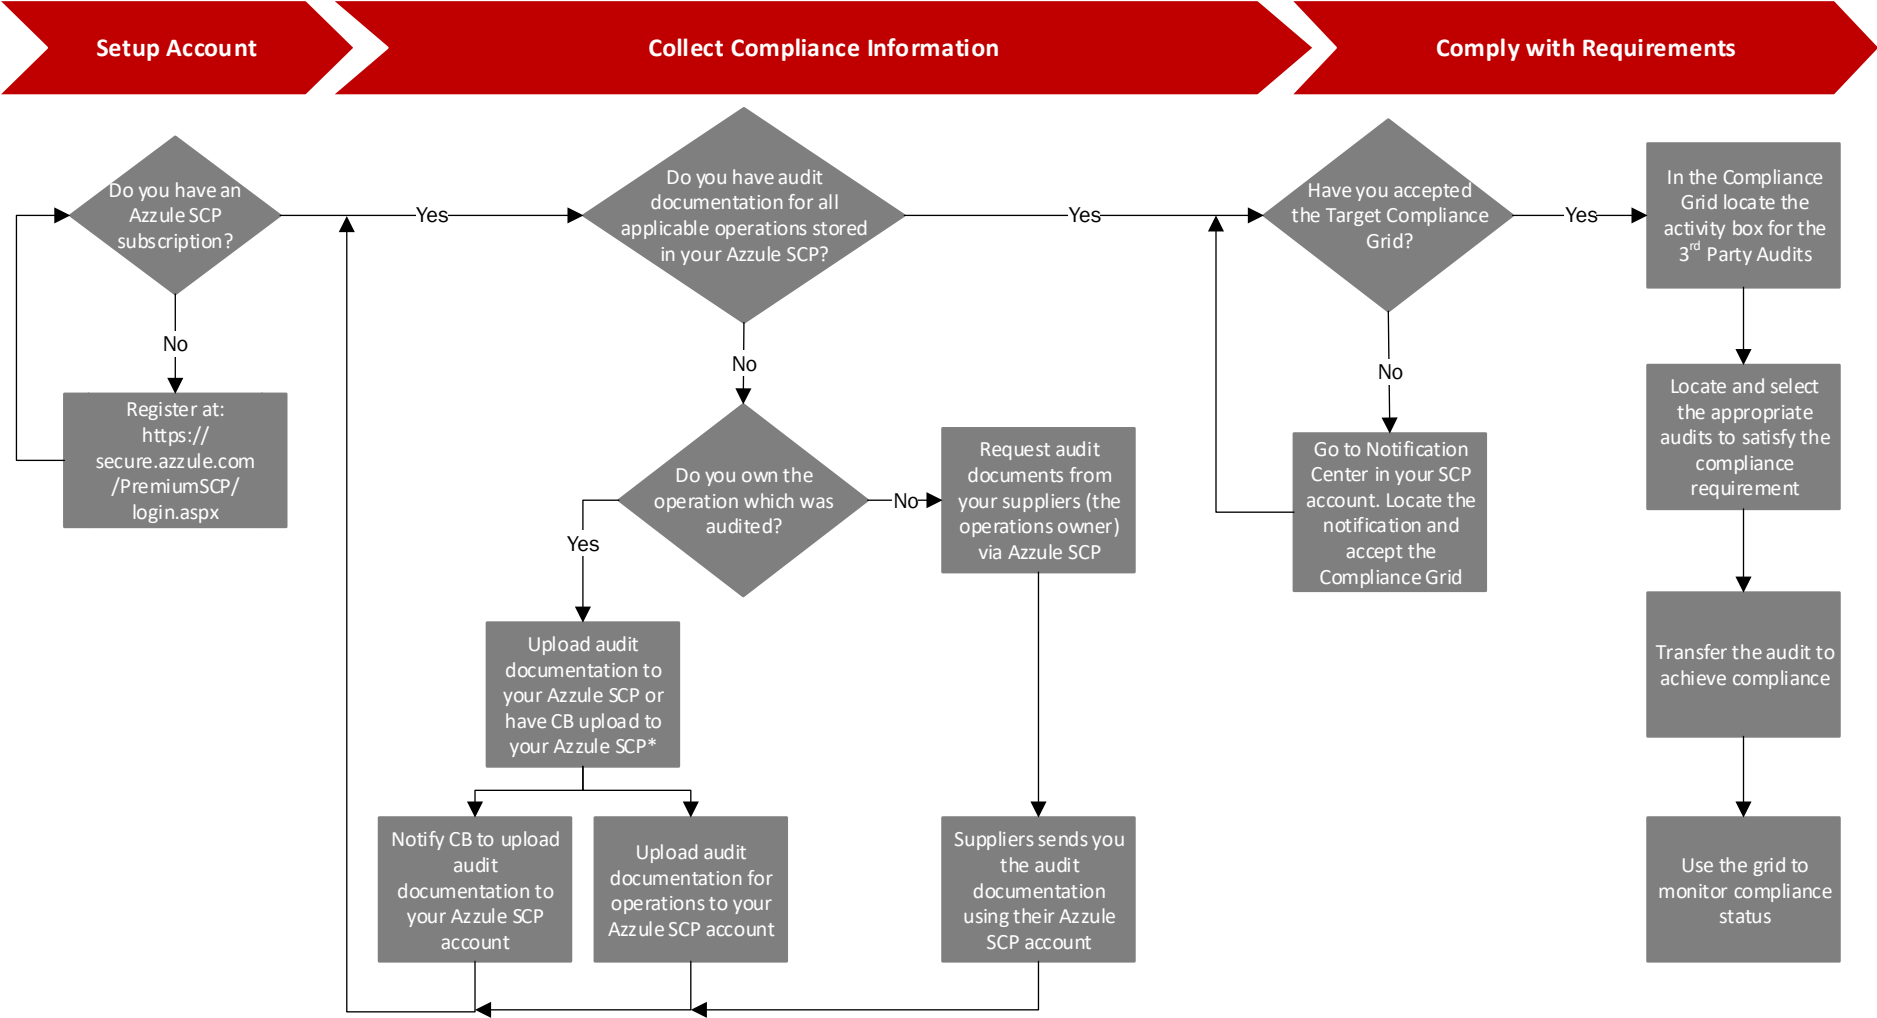 Setup Account
Collect Compliance Information
Comply with Requirements
Do you have an
Azzule SCP
subscription?
Yes
No
Register at:
https://
secure.azzule.com
/PremiumSCP/
login.aspx
Do you have audit
documentation for all
applicable operations stored
in your Azzule SCP?
Yes
No
Do you own the
operation which was
audited?
No
Yes
Request audit
documents from
your suppliers (the
operations owner)
via Azzule SCP
Upload audit
documentation to
your Azzule SCP or
have CB upload to
your Azzule SCP*
Notify CB to upload
audit
documentation to
your Azzule SCP
account
Upload audit
documentation for
operations to your
Azzule SCP account
Suppliers sends you
the audit
documentation
using their Azzule
SCP account
Have you accepted
the Target Compliance
Grid?
Yes
No
Go to Notification
Center in your SCP
account. Locate the
notification and
accept the
Compliance Grid
In the Compliance
Grid locate the
activity box for the
3rd Party Audits
Locate and select
the appropriate
audits to satisfy the
compliance
requirement
Transfer the audit to
achieve compliance
Use the grid to
monitor compliance
status